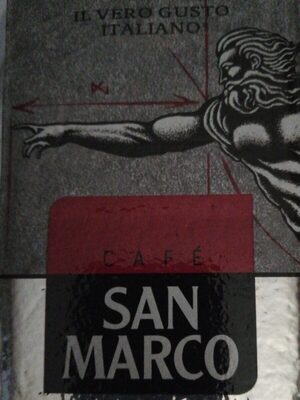 IL VERO GUSTO
ITALIANO!
CAFÉ
SAN
MARCO